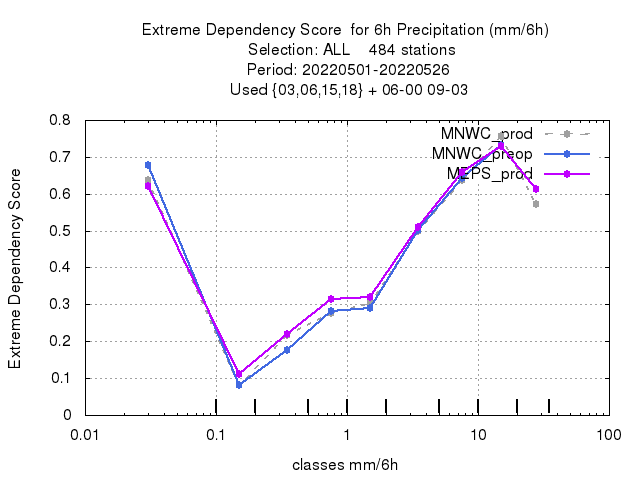 Extreme Dependency Score  for 6h Precipitation (mm/6h)
Selection: ALL    484 stations
Period: 20220501-20220526
Used {03,06,15,18} + 06-00 09-03
MNWC_prod
MNWC_preop
MEPS_prod
Extreme Dependency Score
0.8
0.7
0.6
0.5
0.4
0.3
0.2
0.1
0
0.01
0.1
1
10
100
classes mm/6h